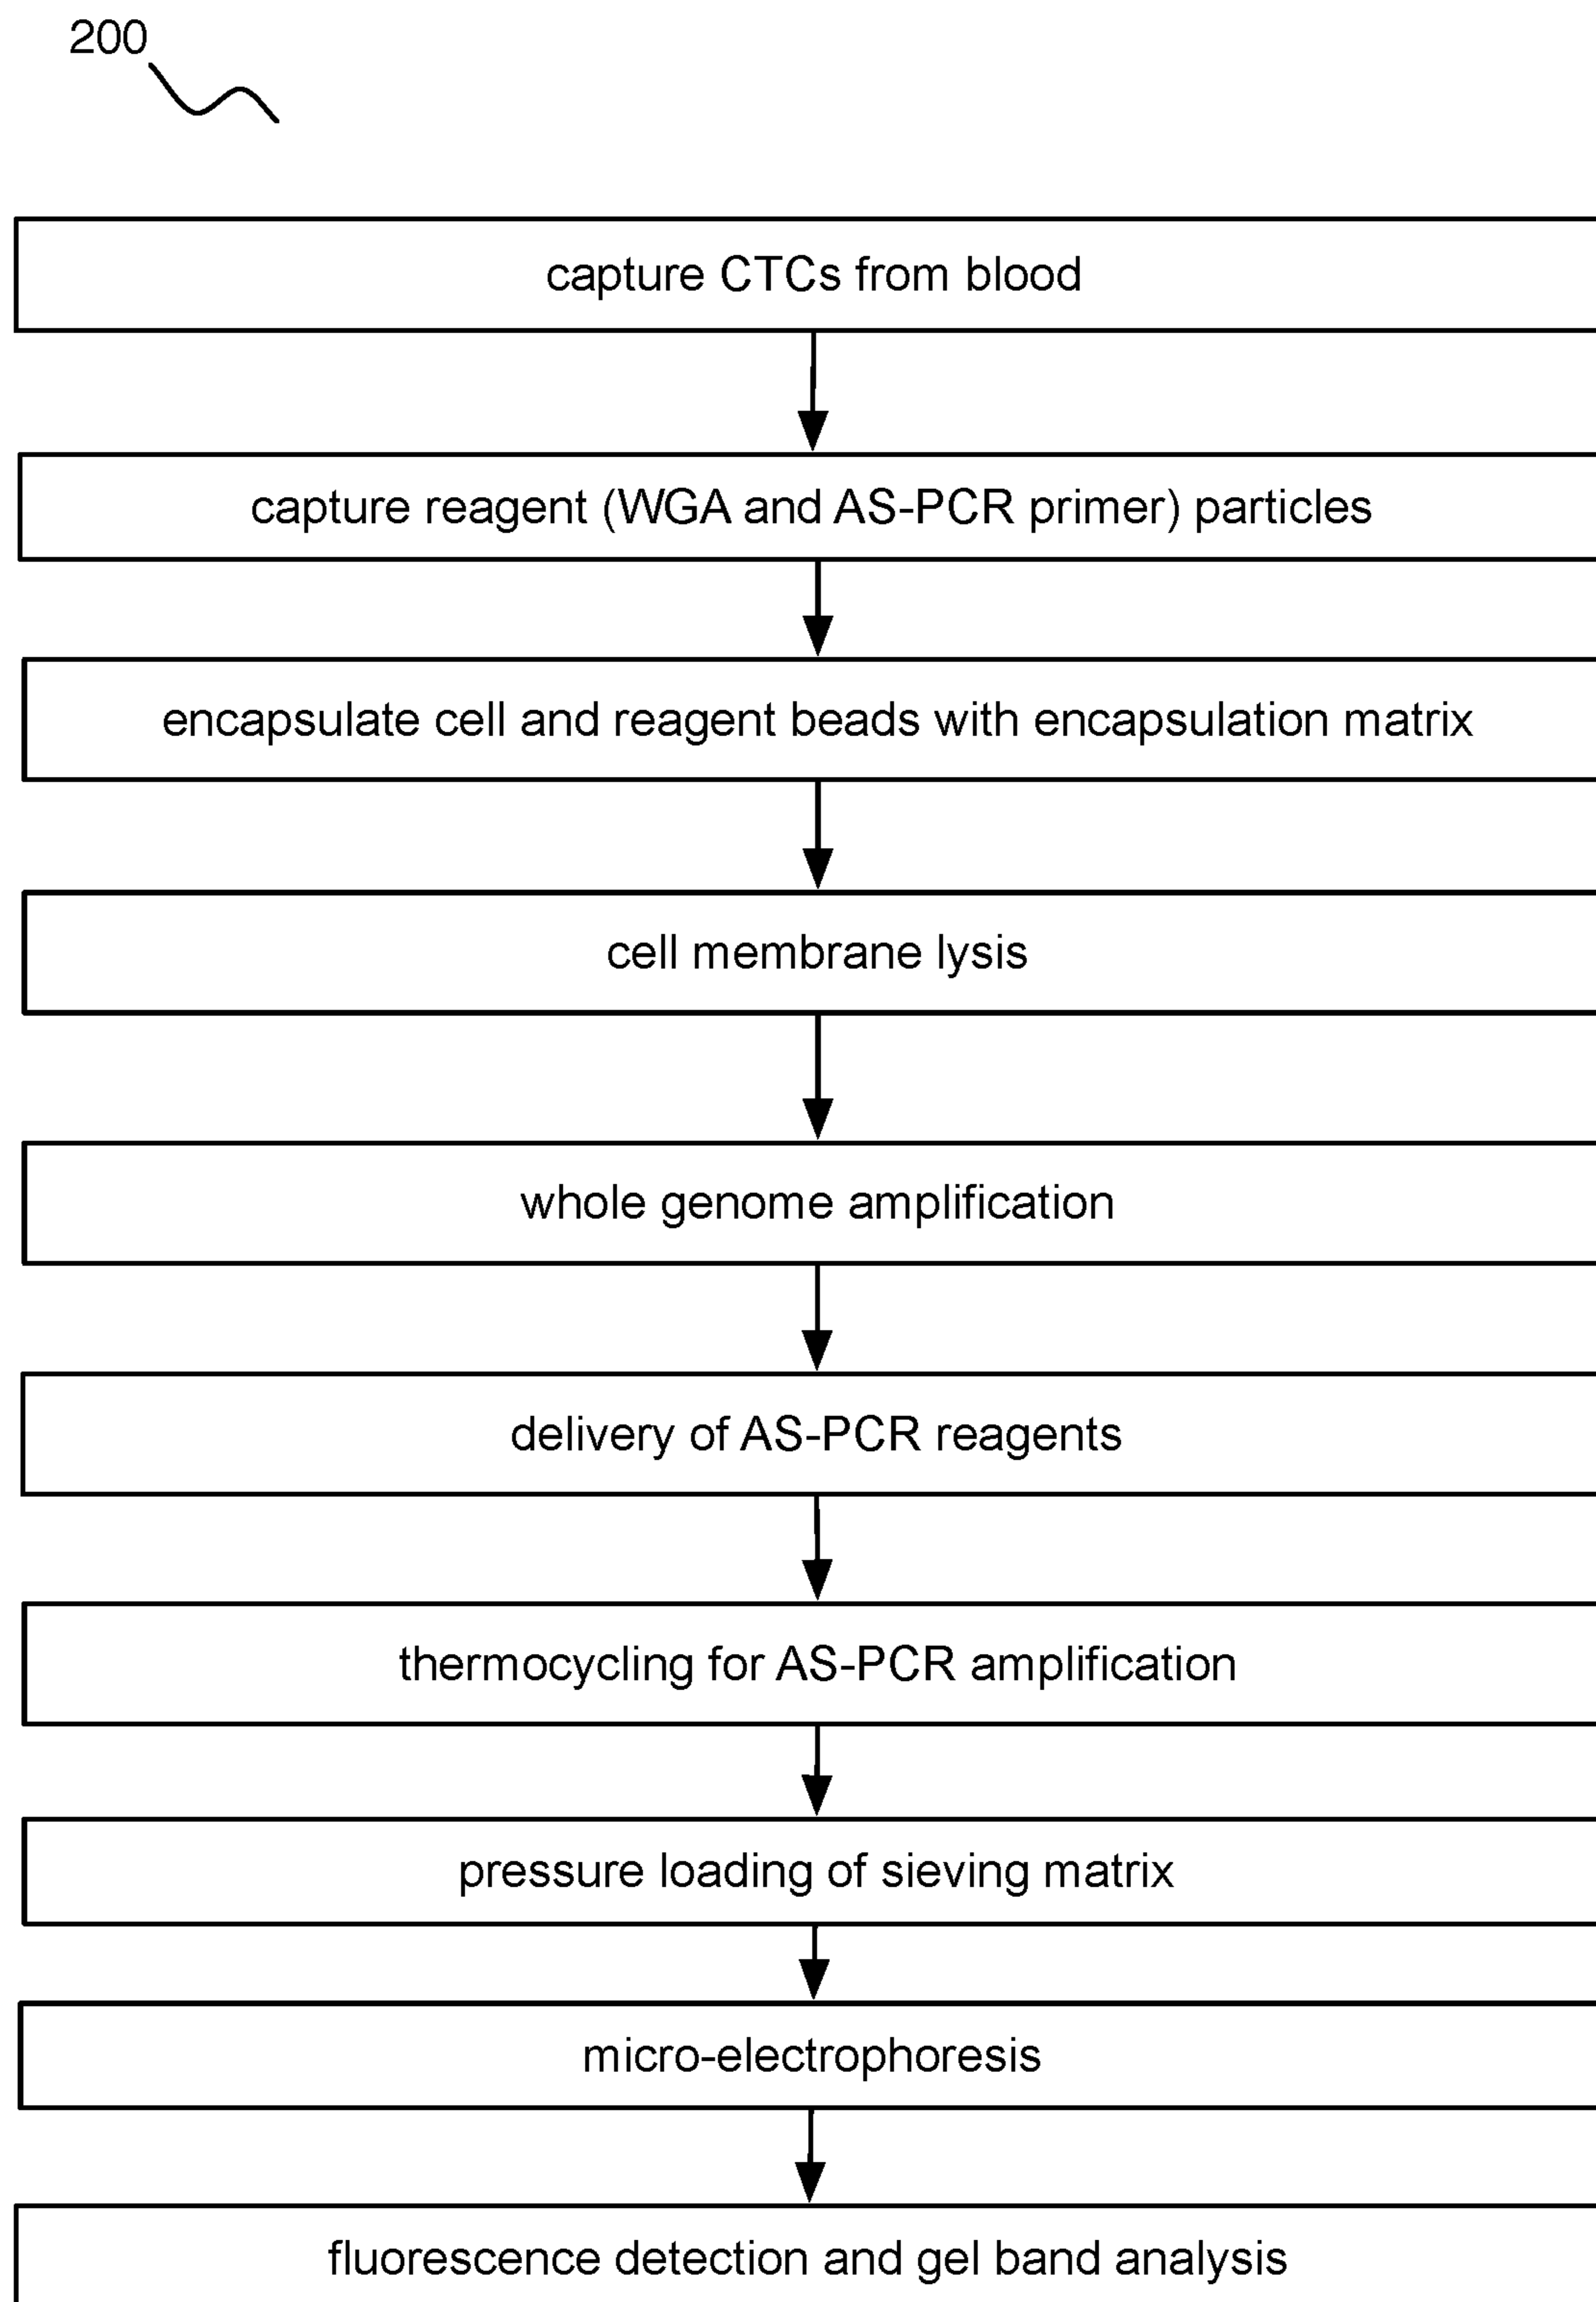 200
capture CTCs from blood
capture reagent (WGA and AS-PCR primer) particles
encapsulate cell and reagent beads with encapsulation matrix
cell membrane lysis
whole genome amplification
delivery of AS-PCR reagents
thermocycling for AS-PCR amplification
pressure loading of sieving matrix
micro-electrophoresis
fluorescence detection and gel band analysis